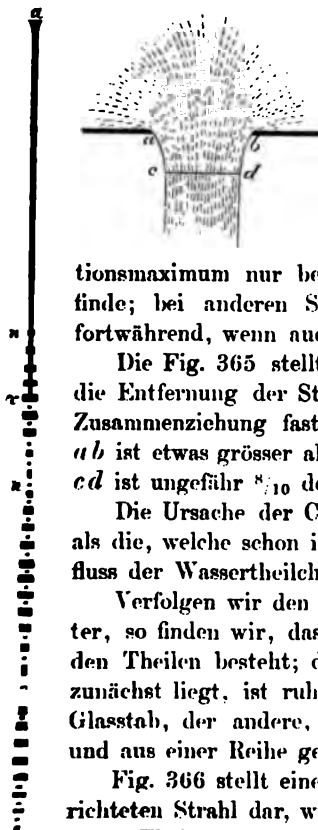 a
a b
c d
n
v
n
tionsmaximum nur be
finde; bei anderen S
fortwährend, wenn auc
Die Fig. 365 stellt
die Entfernung der St
Zusammenziehung fast
ab ist etwas grösser al
cd ist ungefähr 8/10 de
Die Ursache der C
als die, welche schon i
fluss der Wassertheilch
Verfolgen wir den
ter, so finden wir, das
den Theilen besteht; d
zunächst liegt, ist ruh
Glasstab, der andere,
und aus einer Reihe ge
Fig. 366 stellt eine
richteten Strahl dar, w